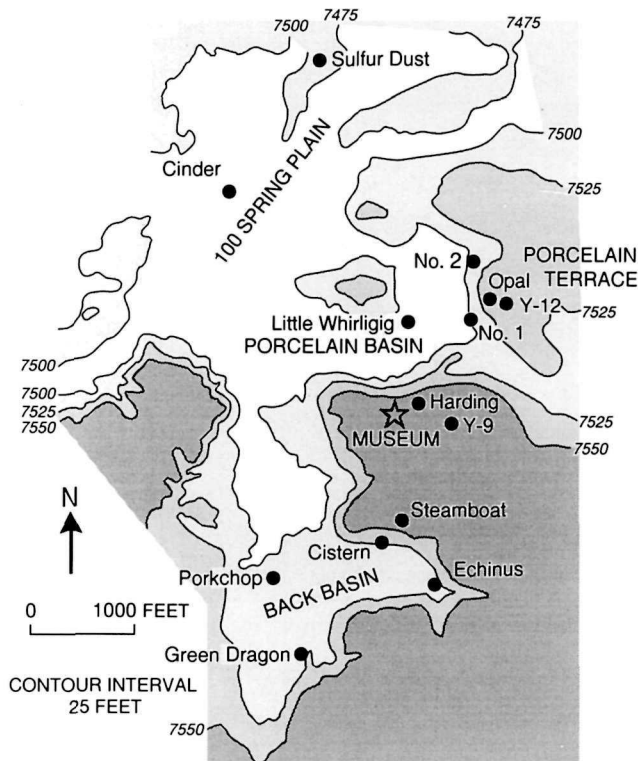 7500
7475
7475
Sulfur Dust
7500
Cinder
100 SPRING PLAIN
7525
No. 2
PORCELAIN
TERRACE
Opal
Y-12
7525
Little Whirligig
No. 1
PORCELAIN BASIN
7500
7500
7525
7550
Harding
7525
MUSEUM
Y-9
7550
N
Steamboat
Cistern
Echinus
Porkchop
BACK BASIN
0 1000 FEET
Green Dragon
CONTOUR INTERVAL
25 FEET
7550